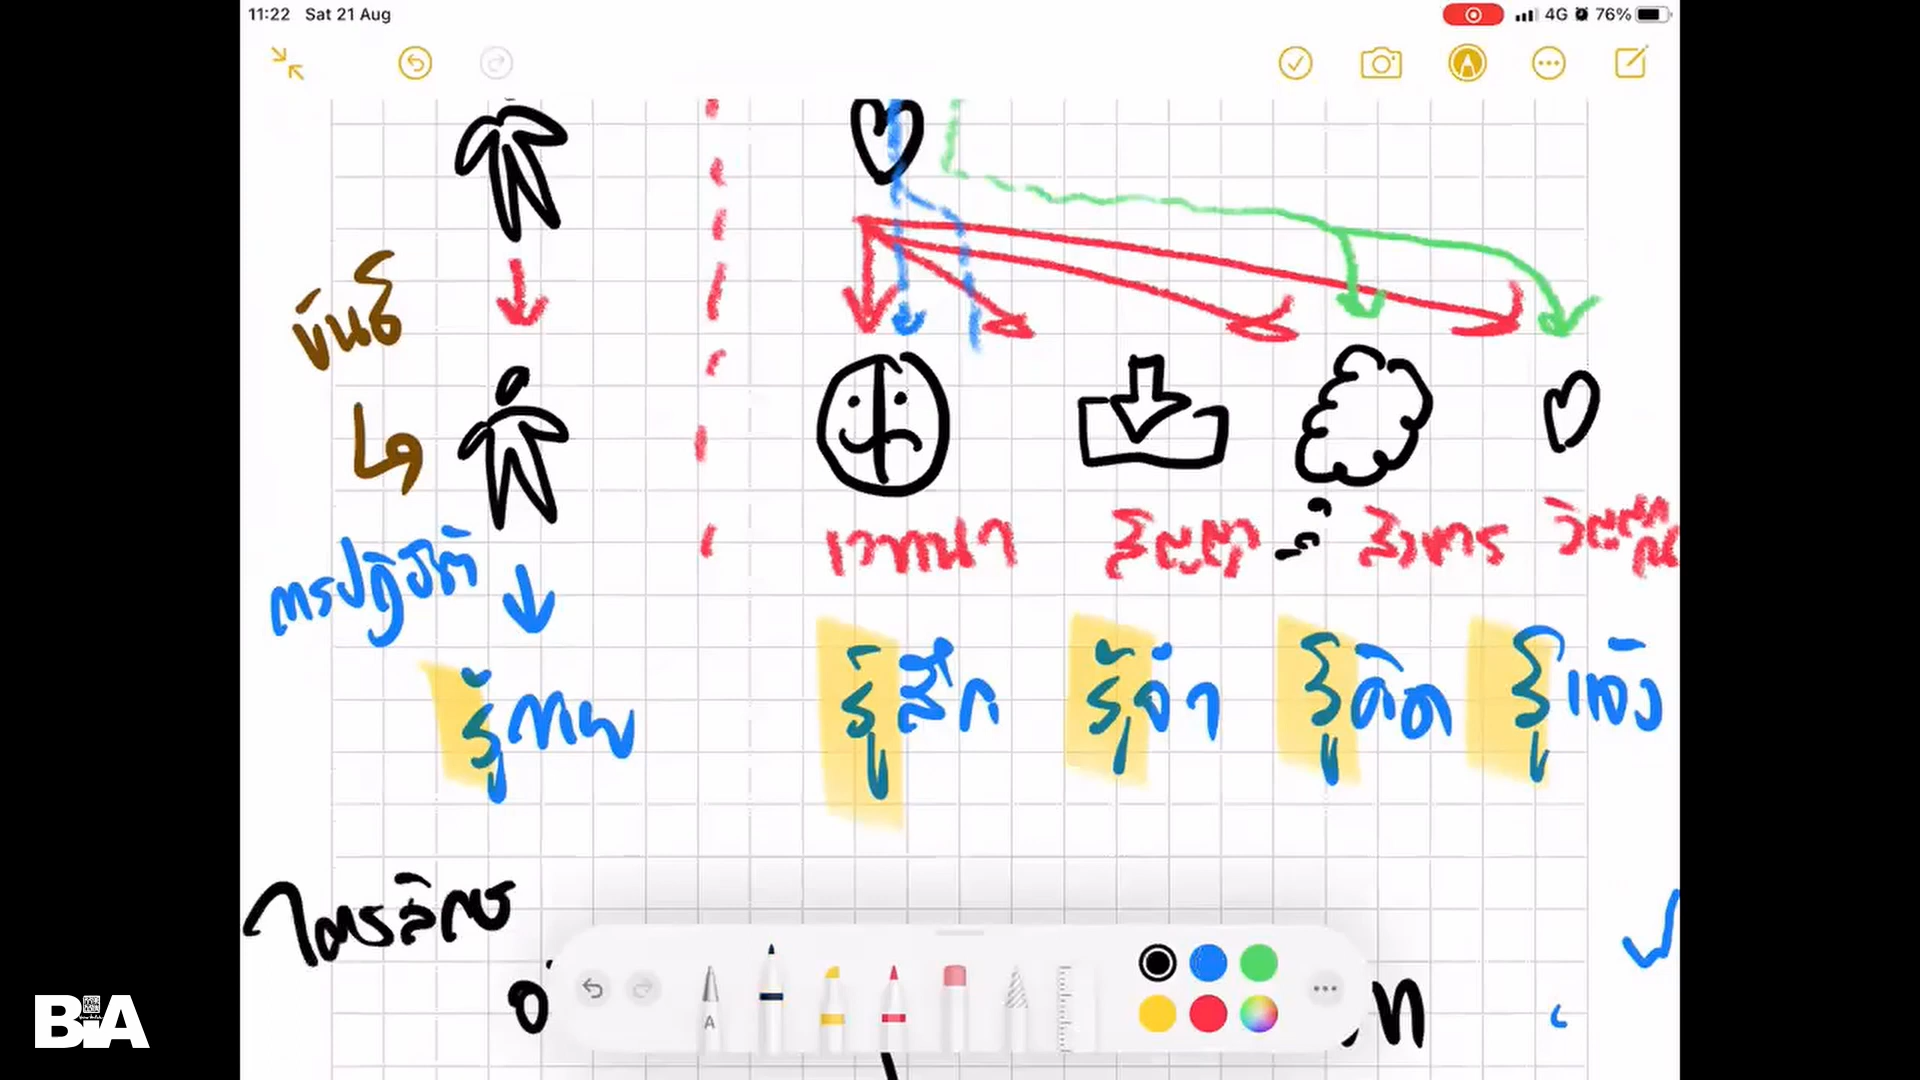 11:22 Sat 21 Aug
4G 76%
ขันธ์
เวทนา สัญญา สังขาร วิญญาณ
การปฏิบัติ
รู้กาย รู้สึก รู้จำ รู้คิด รู้แจ้ง
ไตรลักษ
A
BIA